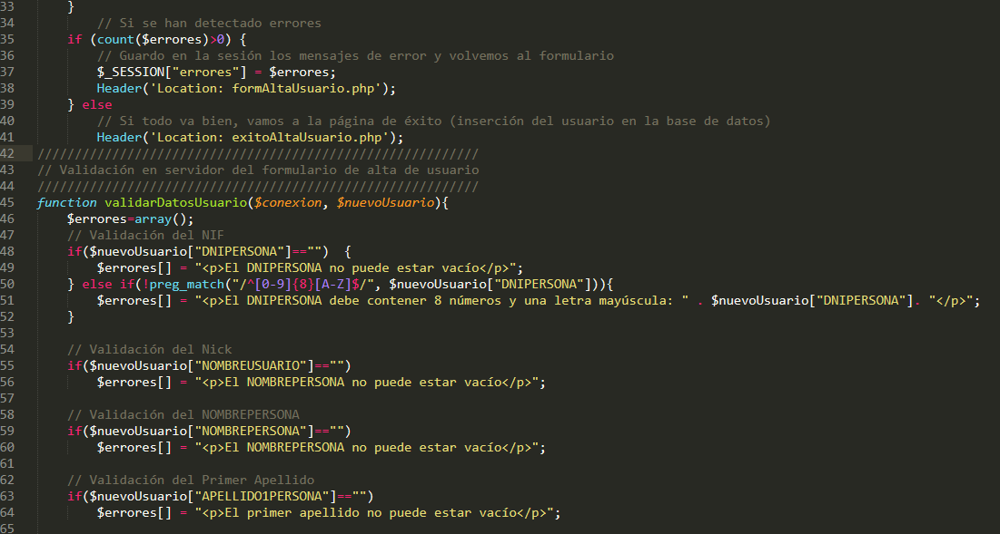 33 }
34 // Si se han detectado errores
35 if (count($errores)>0) {
36 // Guardo en la sesión los mensajes de error y volvemos al formulario
37 $_SESSION["errores"] = $errores;
38 Header('Location: formAltaUsuario.php');
39 } else
40 // Si todo va bien, vamos a la página de éxito (inserción del usuario en la base de datos)
41 Header('Location: exitoAltaUsuario.php');
42 ///////////////////////////////////////////////////////////
43 // Validación en servidor del formulario de alta de usuario
44 ///////////////////////////////////////////////////////////
45 function validarDatosUsuario($conexion, $nuevoUsuario){
46 $errores=array();
47 // Validación del NIF
48 if($nuevoUsuario["DNIPERSONA"]=="")  {
49 $errores[] = "<p>El DNIPERSONA no puede estar vacío</p>";
50 } else if(!preg_match("/^[0-9]{8}[A-Z]$/", $nuevoUsuario["DNIPERSONA"])){
51 $errores[] = "<p>El DNIPERSONA debe contener 8 números y una letra mayúscula: " . $nuevoUsuario["DNIPERSONA"]. "</p>";
52 }
53
54 // Validación del Nick
55 if($nuevoUsuario["NOMBREUSUARIO"]=="")
56 $errores[] = "<p>El NOMBREPERSONA no puede estar vacío</p>";
57
58 // Validación del NOMBREPERSONA
59 if($nuevoUsuario["NOMBREPERSONA"]=="")
60 $errores[] = "<p>El NOMBREPERSONA no puede estar vacío</p>";
61
62 // Validación del Primer Apellido
63 if($nuevoUsuario["APELLIDO1PERSONA"]=="")
64 $errores[] = "<p>El primer apellido no puede estar vacío</p>";
65